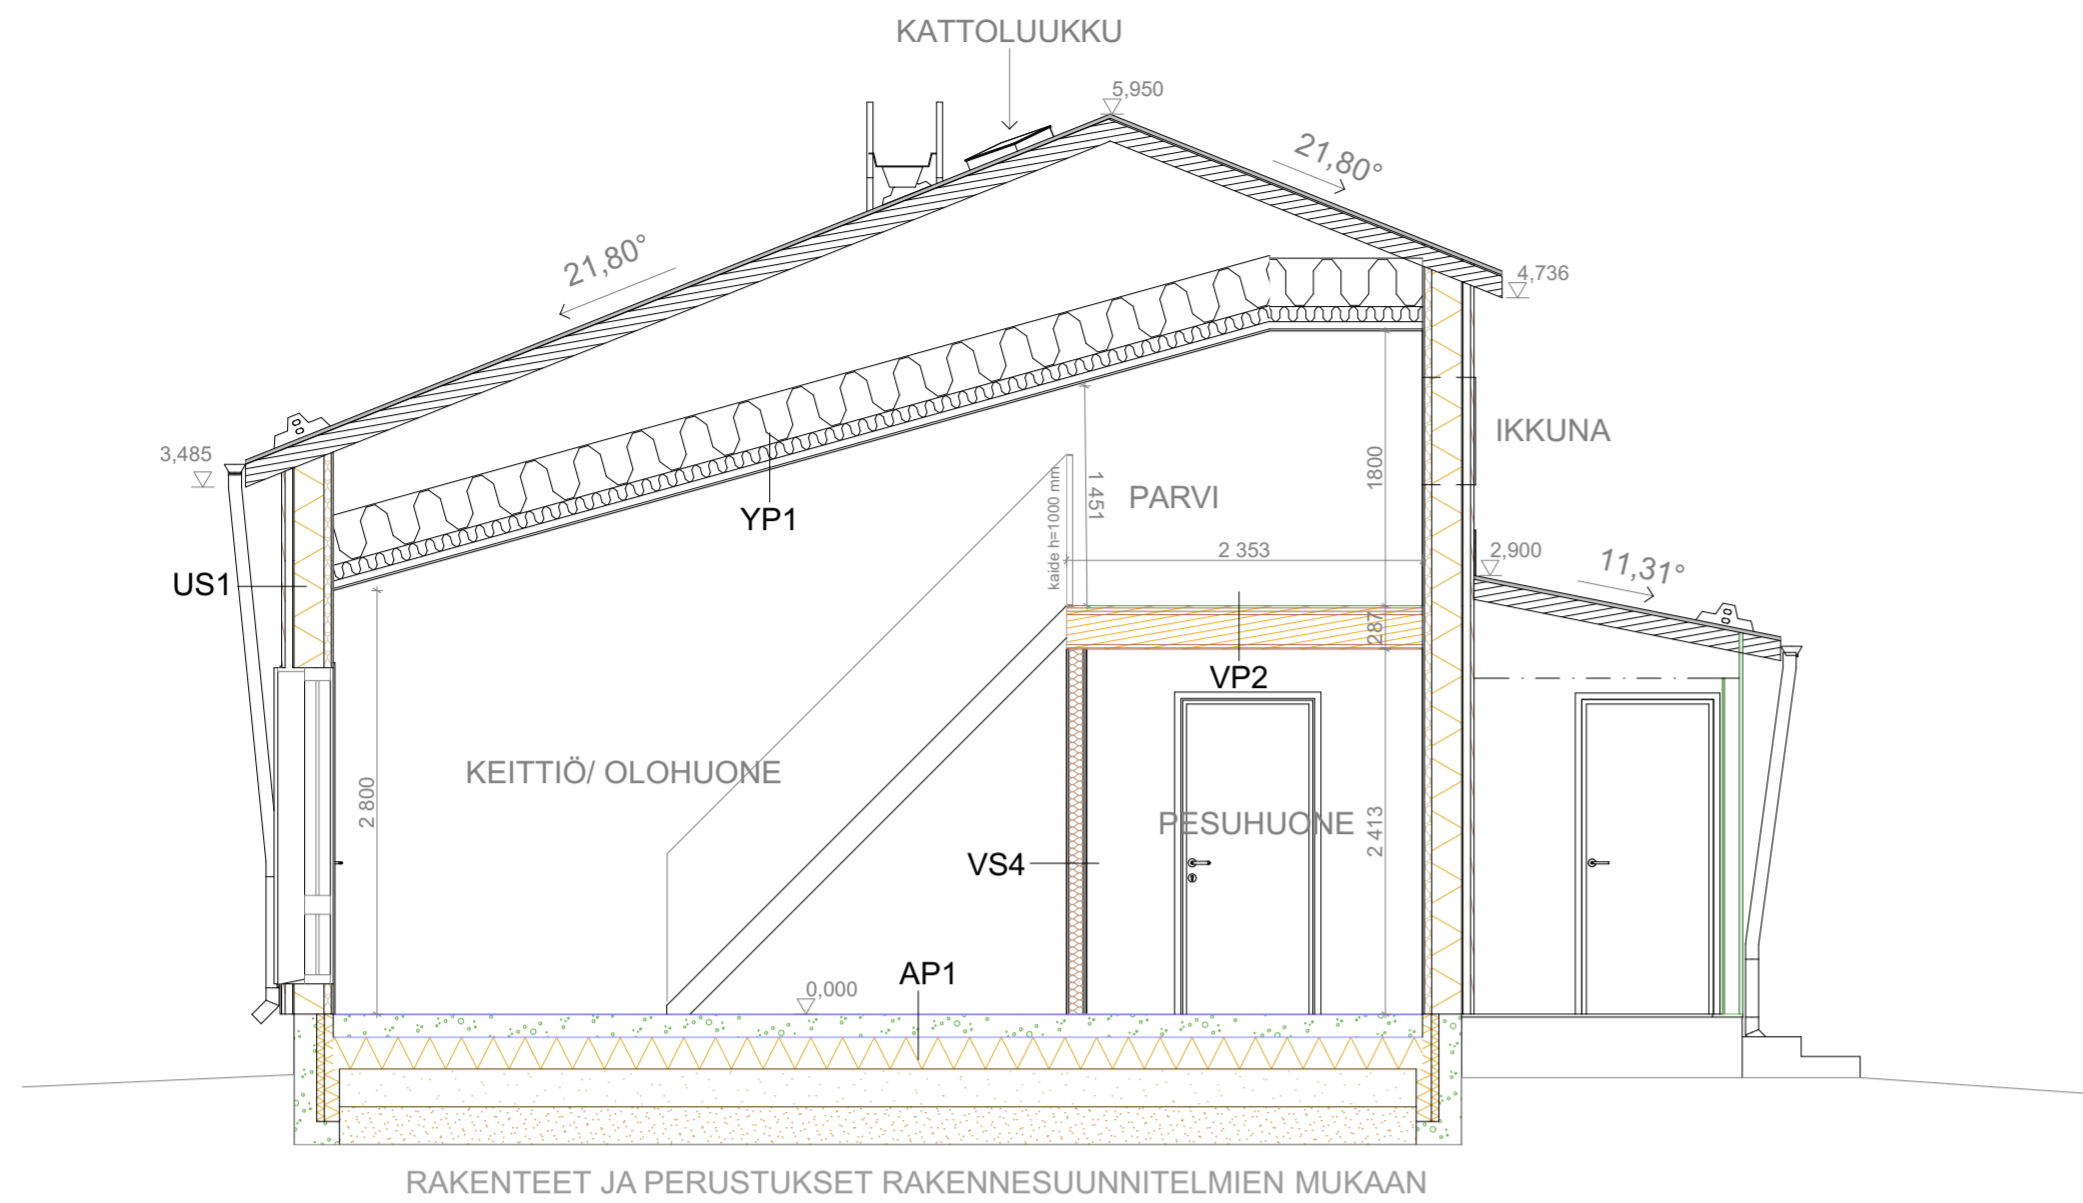 KATTOLUUKKU
5,950
21,80°
21,80°
4,736
3,485
IKKUNA
YP1
US1
kaide h=1000 mm
1 451
PARVI
1800
2 353
2,900
11,31°
287
VP2
KEITTIÖ/ OLOHUONE
2 800
PESUHUONE
2 413
VS4
AP1
0,000
RAKENTEET JA PERUSTUKSET RAKENNESUUNNITELMIEN MUKAAN